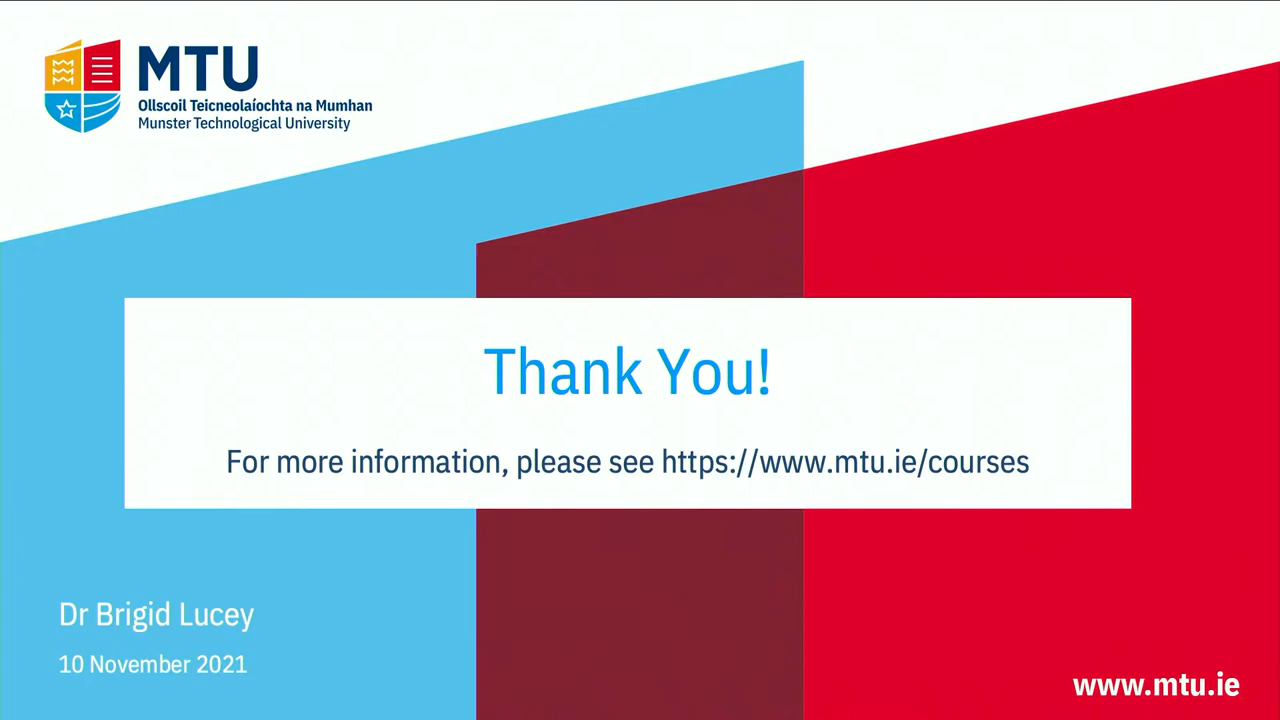 MTU
Ollscoil Teicneolaíochta na Mumhan
Munster Technological University
Thank You!
For more information, please see https://www.mtu.ie/courses
Dr Brigid Lucey
10 November 2021
www.mtu.ie